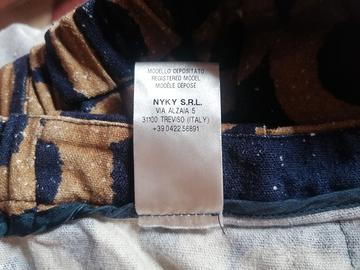 MODELLO DEPOSITATO
REGISTERED MODEL
MODÈLE DÉPOSÉ
NYKY S.R.L.
VIA ALZAIA 5
31100 TREVISO (ITALY)
+39.0422.56891